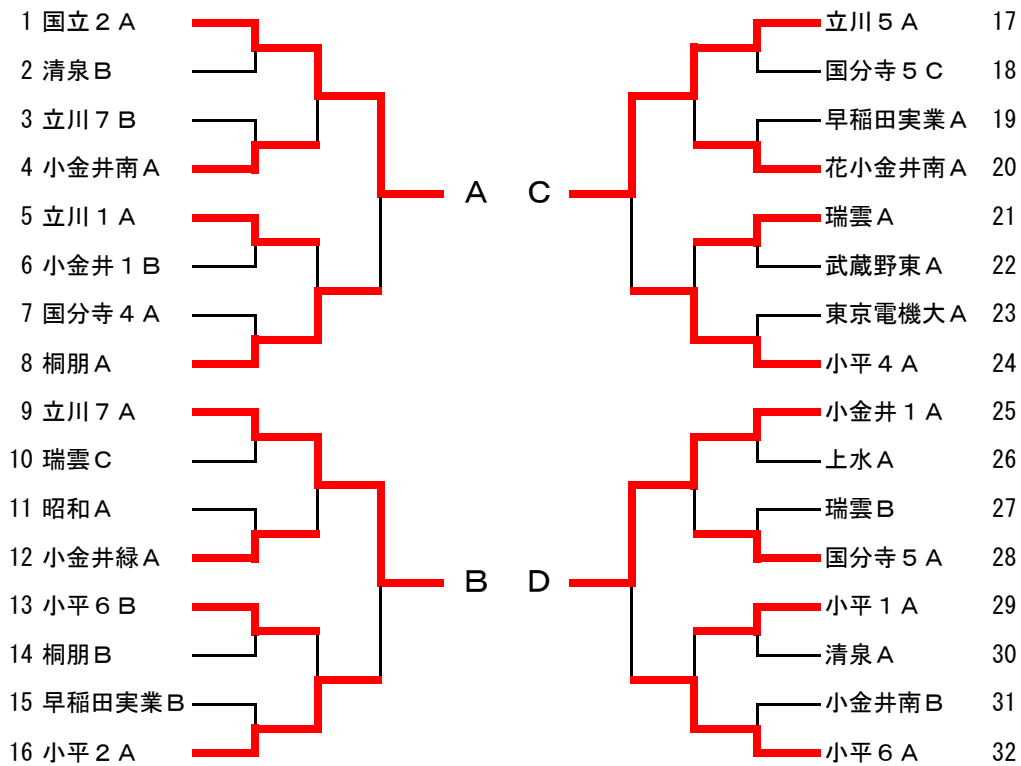 1 国立２Ａ
2 清泉Ｂ
3 立川７Ｂ
4 小金井南Ａ
5 立川１Ａ
6 小金井１Ｂ
7 国分寺４Ａ
8 桐朋Ａ
9 立川７Ａ
10 瑞雲Ｃ
11 昭和Ａ
12 小金井緑Ａ
13 小平６Ｂ
14 桐朋Ｂ
15 早稲田実業Ｂ
16 小平２Ａ
Ａ
Ｂ
Ｃ
Ｄ
立川５Ａ 17
国分寺５Ｃ 18
早稲田実業Ａ 19
花小金井南Ａ 20
瑞雲Ａ 21
武蔵野東Ａ 22
東京電機大Ａ 23
小平４Ａ 24
小金井１Ａ 25
上水Ａ 26
瑞雲Ｂ 27
国分寺５Ａ 28
小平１Ａ 29
清泉Ａ 30
小金井南Ｂ 31
小平６Ａ 32